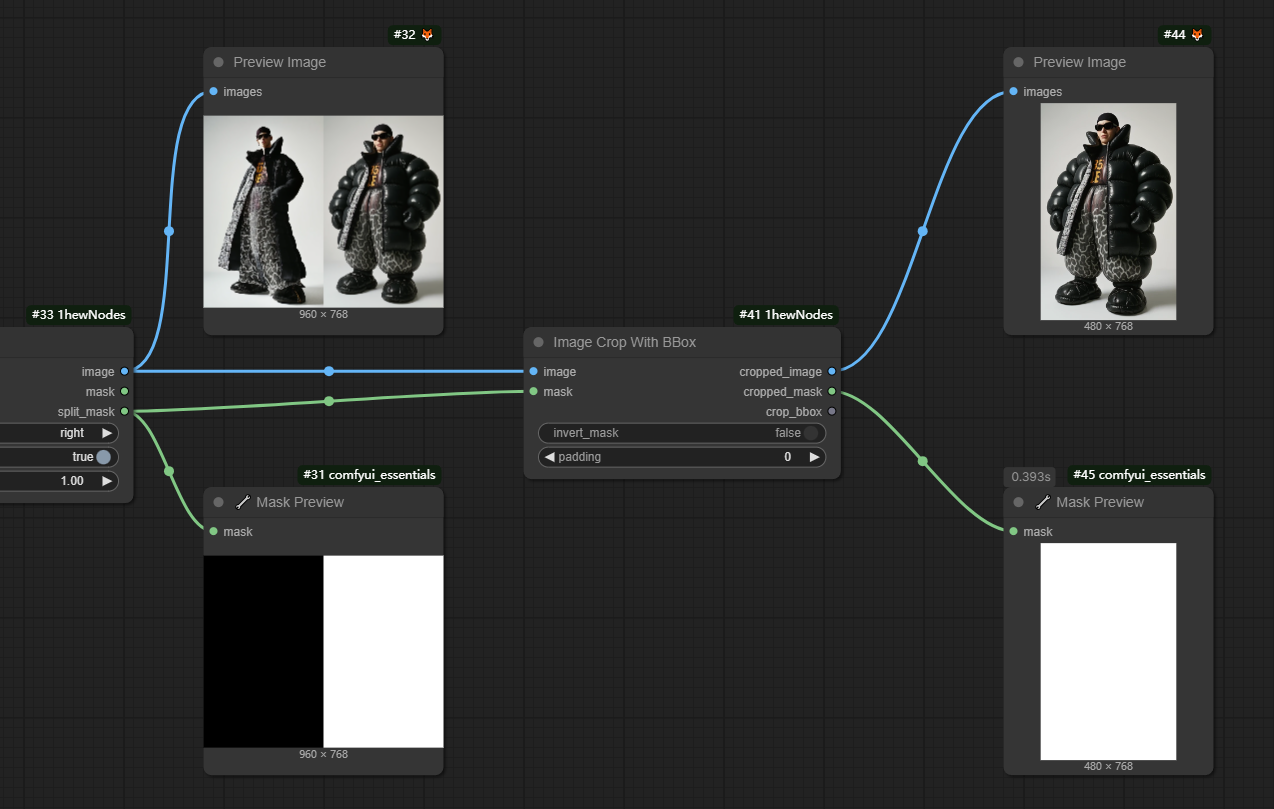 #32
Preview Image
images
960 × 768
#44
Preview Image
images
480 × 768
#33 1hewNodes
image
mask
split_mask
right
true
1.00
#41 1hewNodes
Image Crop With BBox
image
cropped_image
mask
cropped_mask
crop_bbox
invert_mask
false
padding
0
#31 comfyui_essentials
Mask Preview
mask
960 × 768
0.393s
#45 comfyui_essentials
Mask Preview
mask
480 × 768